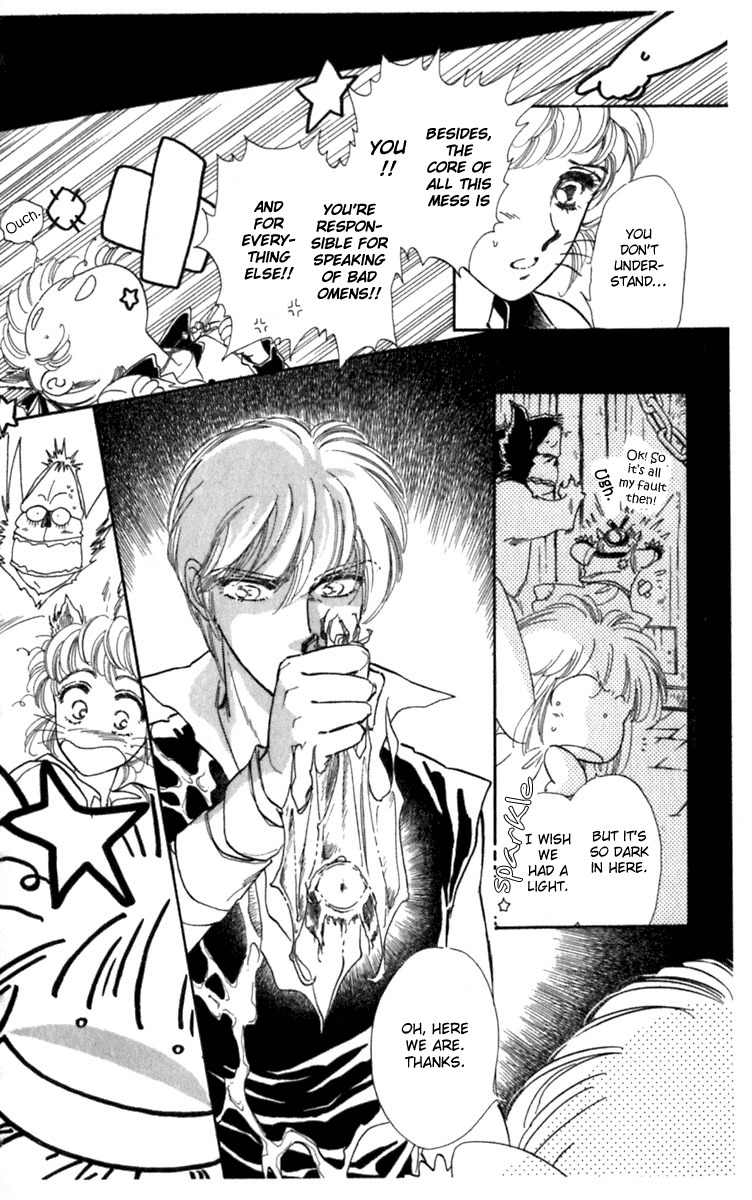 YOU
DON'T
UNDER-
STAND...
BESIDES,
THE
CORE OF
ALL THIS
MESS IS
YOU
!!
YOU'RE
RESPON-
SIBLE FOR
SPEAKING
OF BAD
OMENS!!
AND
FOR
EVERY-
THING
ELSE!!
Ouch.
Ok! So
it's all
my fault
then!
Ugh.
BUT IT'S
SO DARK
IN HERE.
I WISH
WE
HAD A
LIGHT.
sparkle
OH, HERE
WE ARE.
THANKS.